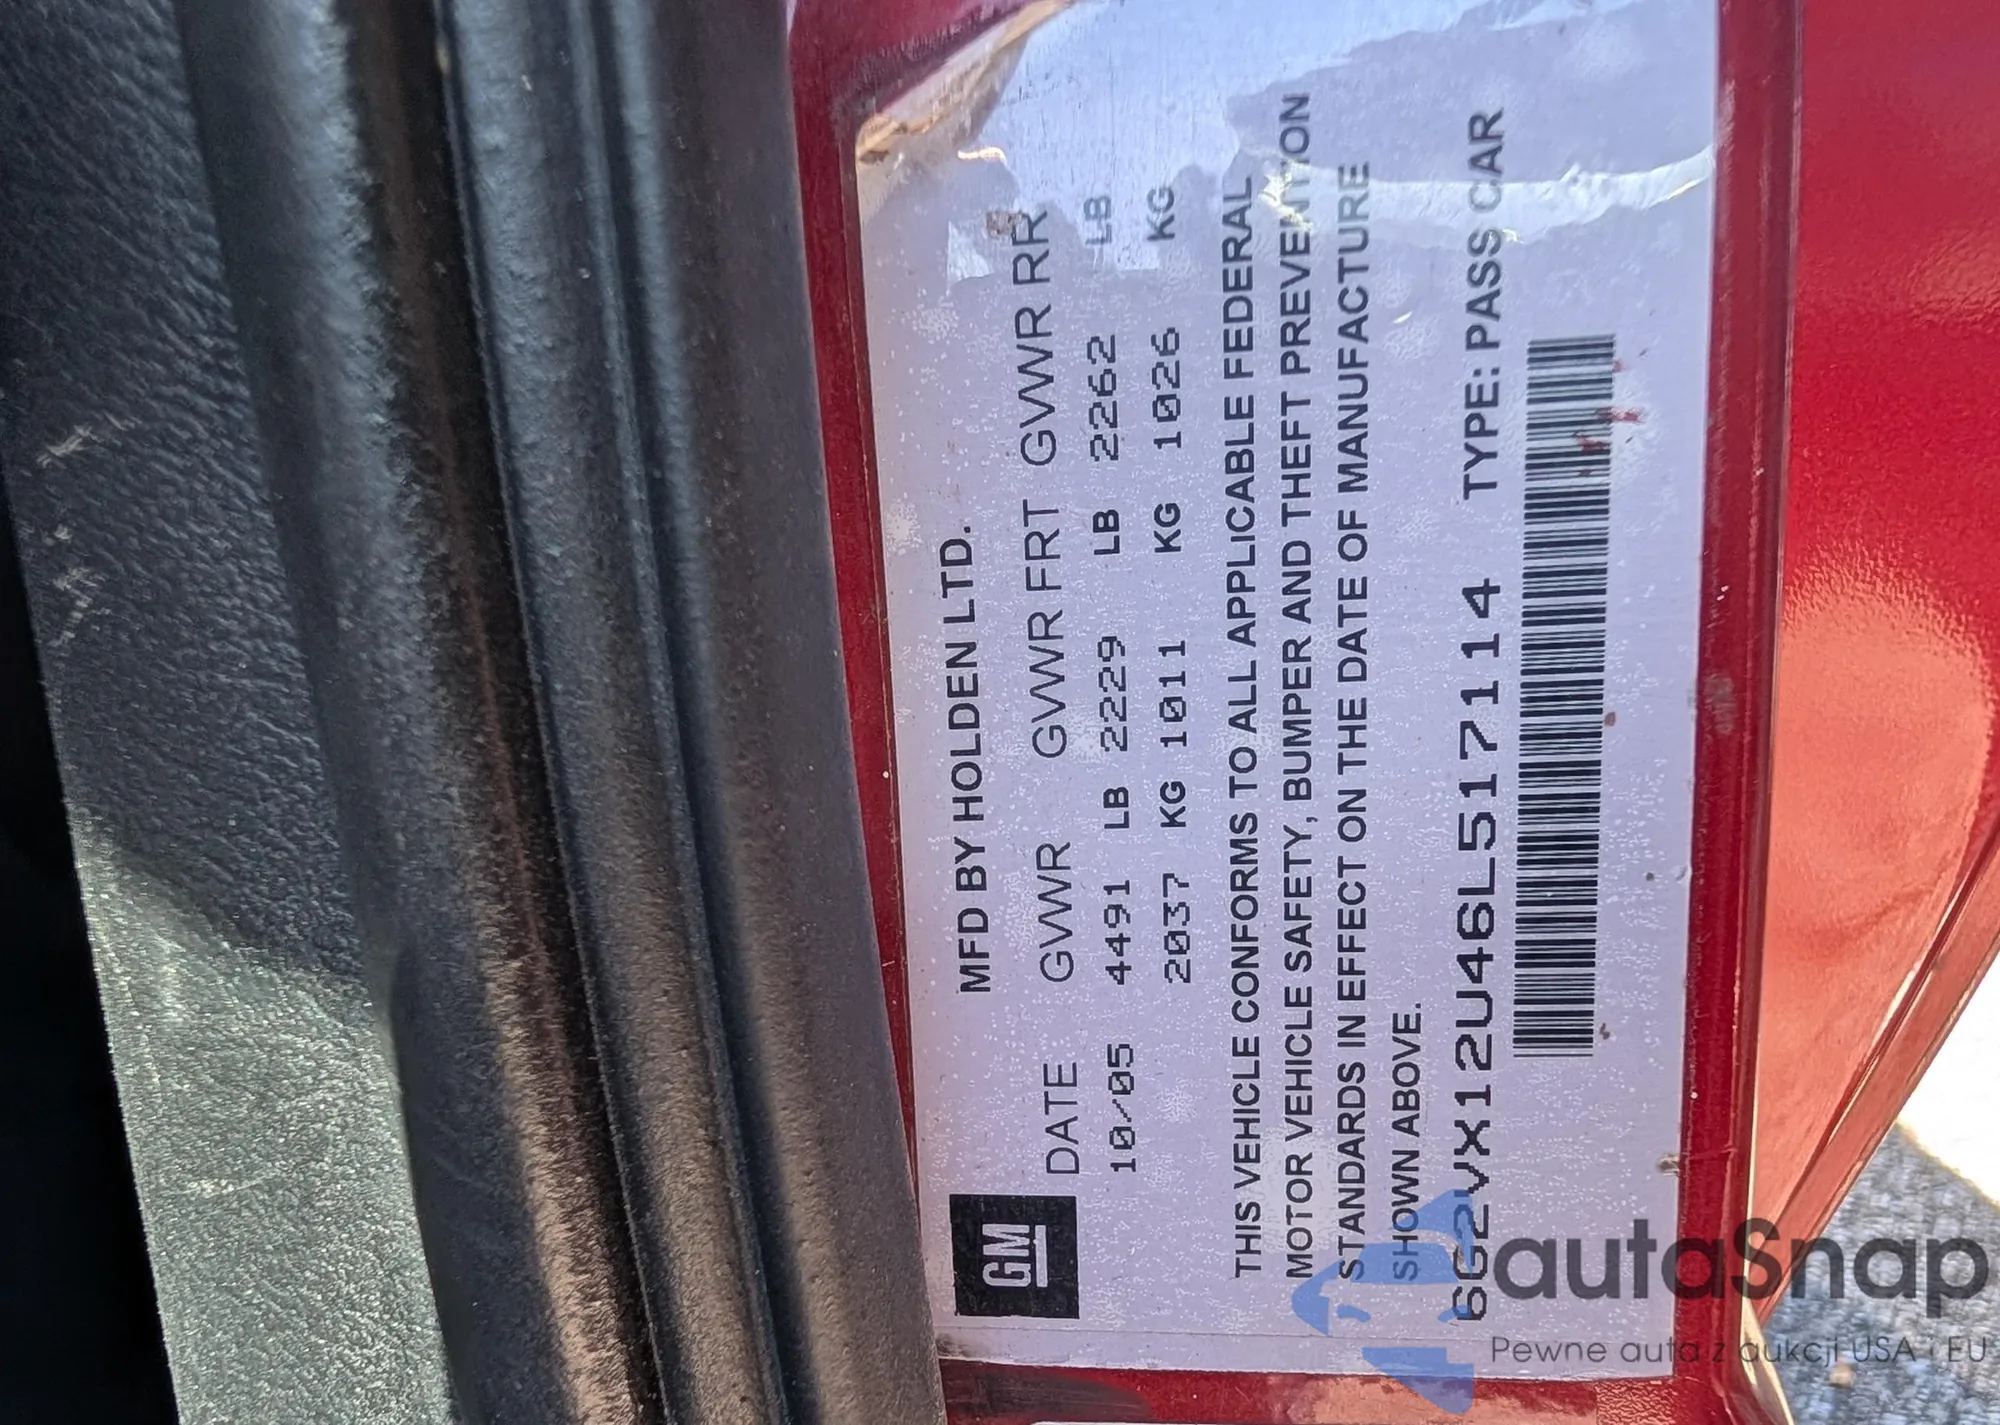 GM
MFD BY HOLDEN LTD.
DATE GVWR GVWR FRT GVWR RR
10/05 4491 LB 2229 LB 2262 LB
2037 KG 1011 KG 1026 KG
THIS VEHICLE CONFORMS TO ALL APPLICABLE FEDERAL
MOTOR VEHICLE SAFETY, BUMPER AND THEFT PREVENTION
STANDARDS IN EFFECT ON THE DATE OF MANUFACTURE
SHOWN ABOVE.
6G2VX12U46L517114 TYPE: PASS CAR
autaSnap
Pewne auta z aukcji USA i EU